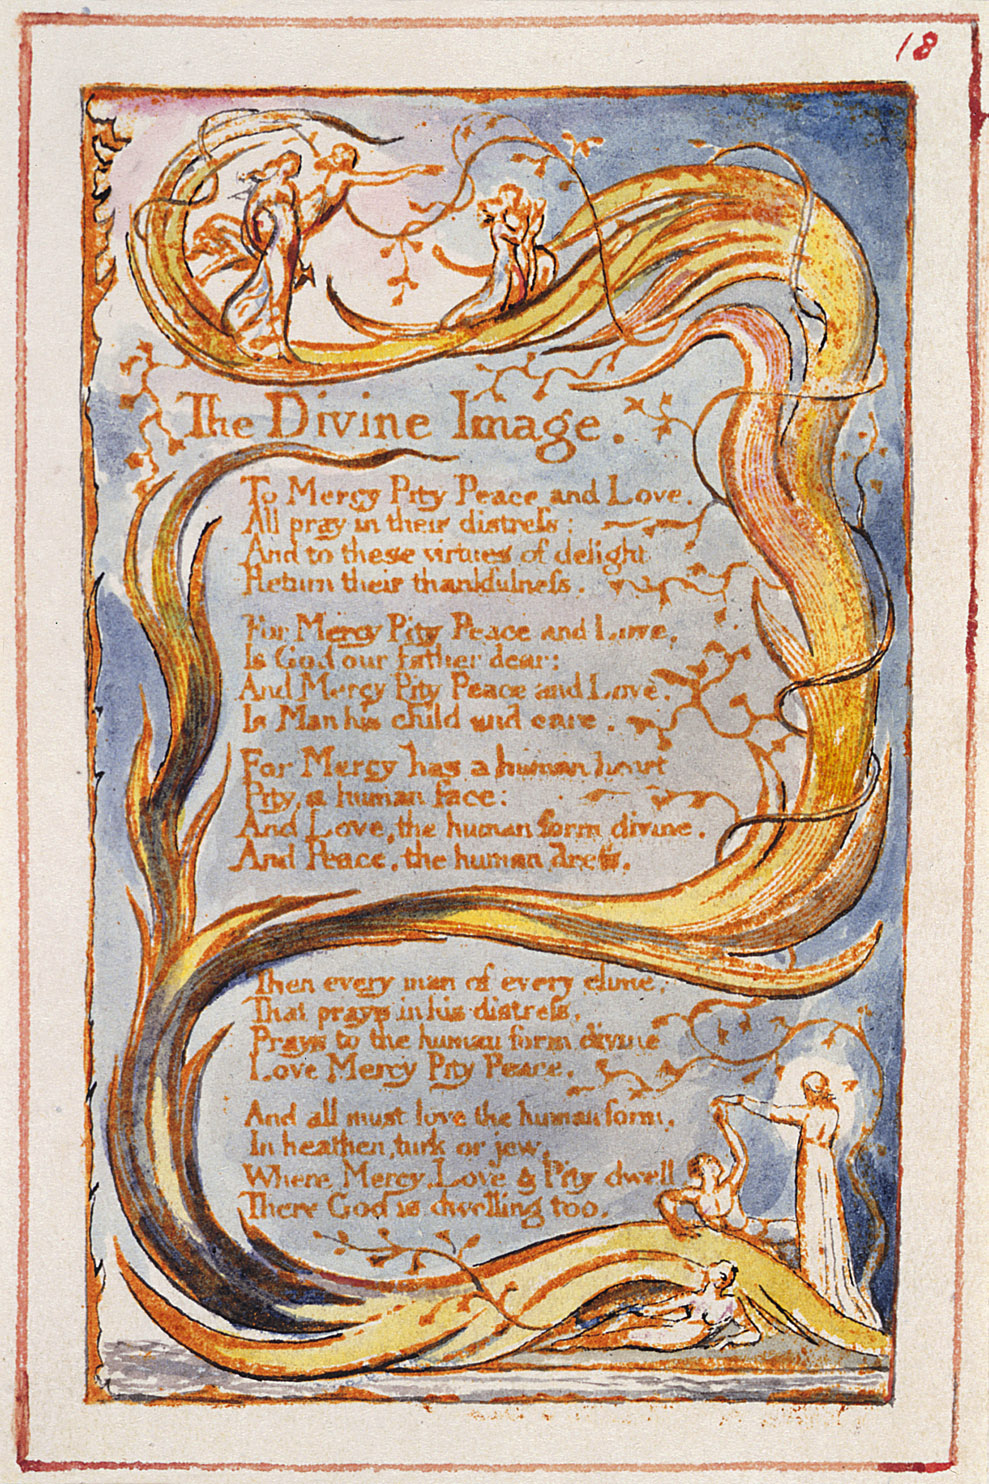 18
The Divine Image.
To Mercy Pity Peace and Love.
All pray in their distreſs:
And to these virtues of delight
Return their thankfulneſs.
For Mercy Pity Peace and Love,
Is God our father dear:
And Mercy Pity Peace and Love,
Is Man his child and care.
For Mercy has a human heart
Pity, a human face:
And Love, the human form divine,
And Peace, the human dreſs.
Then every man of every clime,
That prays in his distreſs,
Prays to the human form divine
Love Mercy Pity Peace.
And all must love the human form,
In heathen, turk or jew.
Where Mercy, Love & Pity dwell
There God is dwelling too.